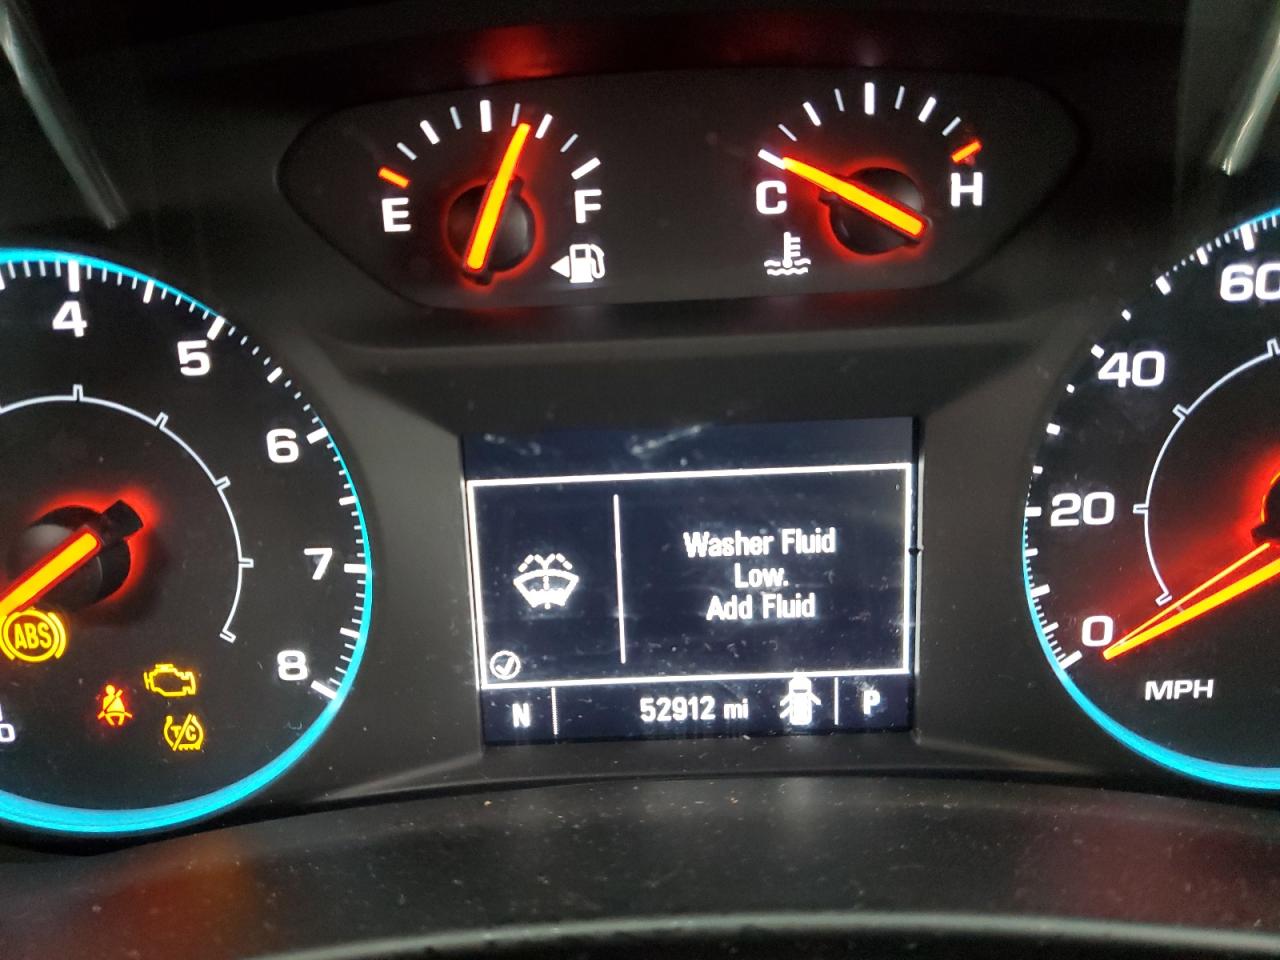 E
F
C
H
4
5
6
7
8
60
40
20
0
MPH
ABS
T/C
Washer Fluid
Low.
Add Fluid
N
52912 mi
P